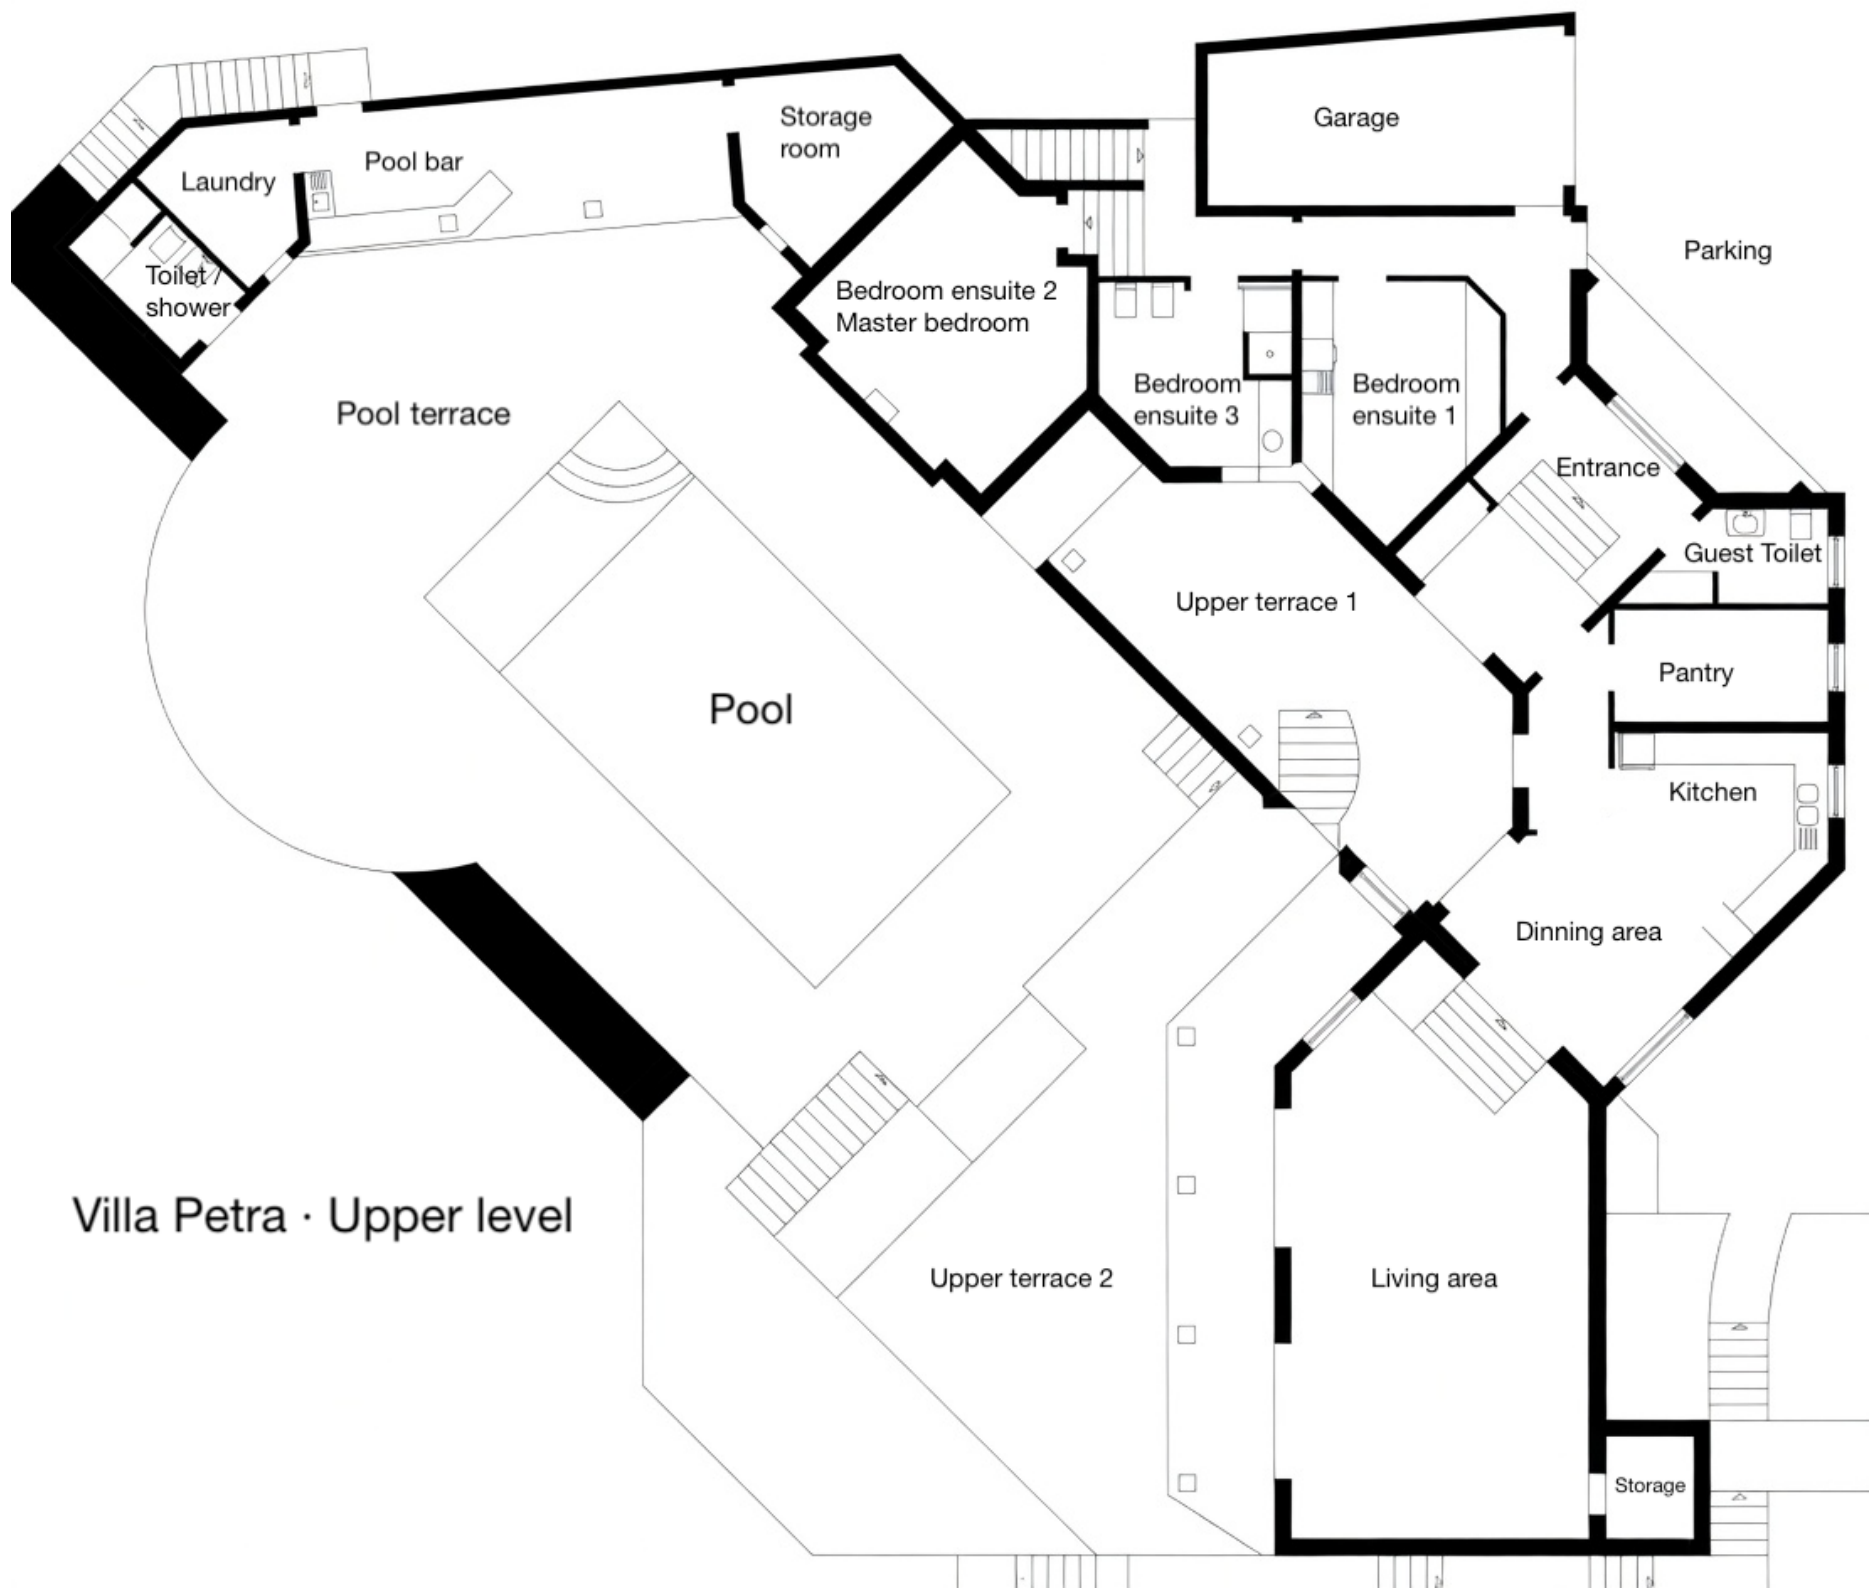 Garage
Storage
room
Pool bar
Laundry
Parking
Toilet /
shower
Bedroom ensuite 2
Master bedroom
Bedroom
ensuite 3
Bedroom
ensuite 1
Pool terrace
Entrance
Guest Toilet
Upper terrace 1
Pantry
Pool
Kitchen
Dinning area
Villa Petra · Upper level
Upper terrace 2
Living area
Storage